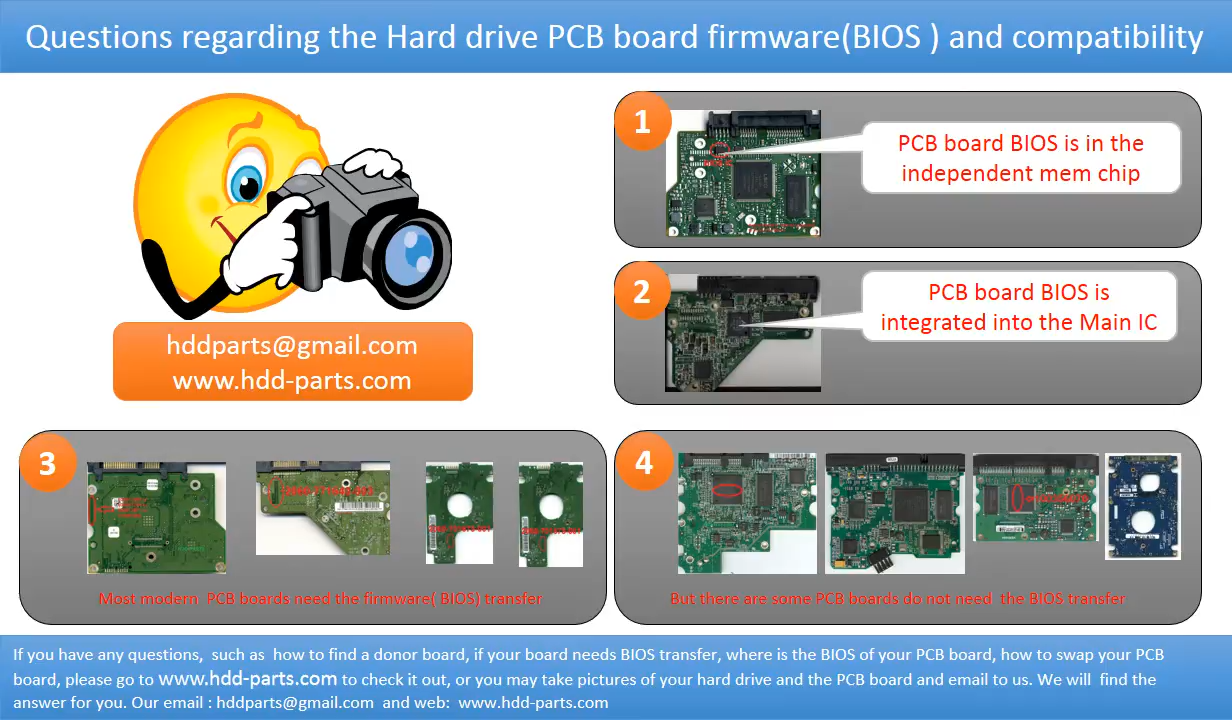 Questions regarding the Hard drive PCB board firmware(BIOS ) and compatibility
hddparts@gmail.com
www.hdd-parts.com
1
PCB board BIOS is in the
independent mem chip
2
PCB board BIOS is
integrated into the Main IC
3
Most modern PCB boards need the firmware( BIOS) transfer
4
But there are some PCB boards do not need the BIOS transfer
If you have any questions, such as how to find a donor board, if your board needs BIOS transfer, where is the BIOS of your PCB board, how to swap your PCB
board, please go to www.hdd-parts.com to check it out, or you may take pictures of your hard drive and the PCB board and email to us. We will find the
answer for you. Our email : hddparts@gmail.com and web: www.hdd-parts.com